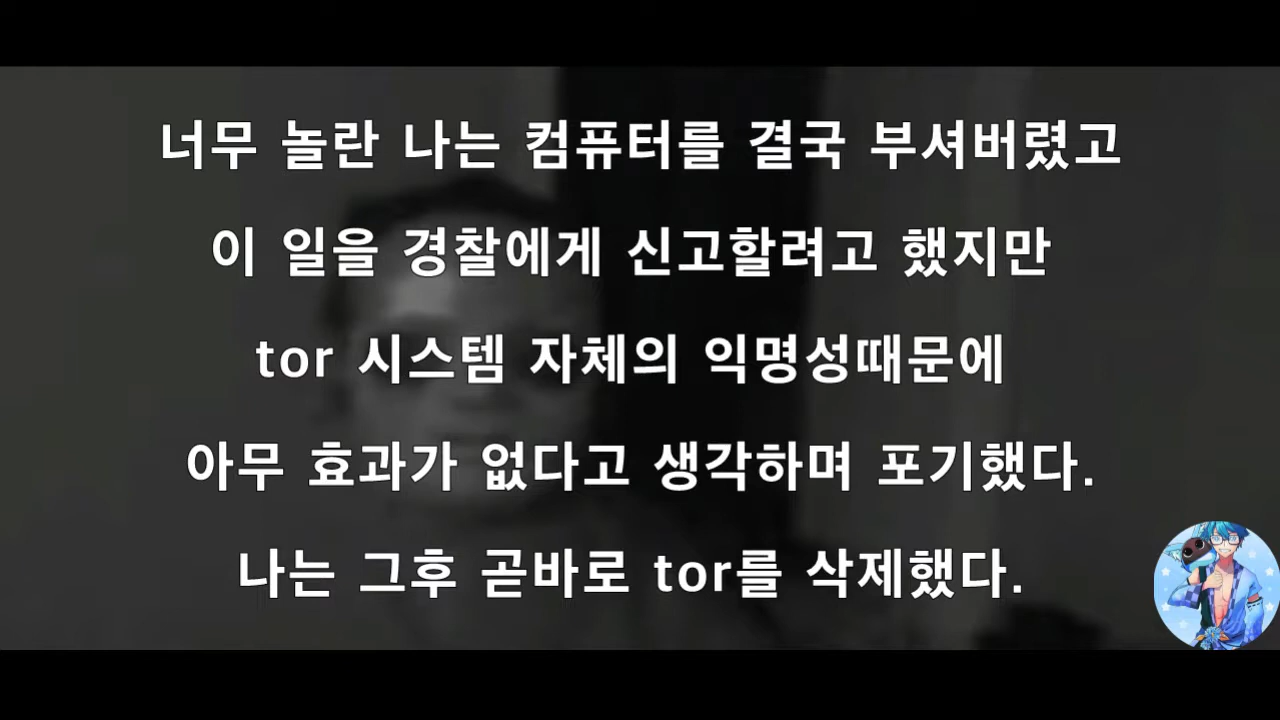 너무 놀란 나는 컴퓨터를 결국 부셔버렸고
이 일을 경찰에게 신고할려고 했지만
tor 시스템 자체의 익명성때문에
아무 효과가 없다고 생각하며 포기했다.
나는 그후 곧바로 tor를 삭제했다.